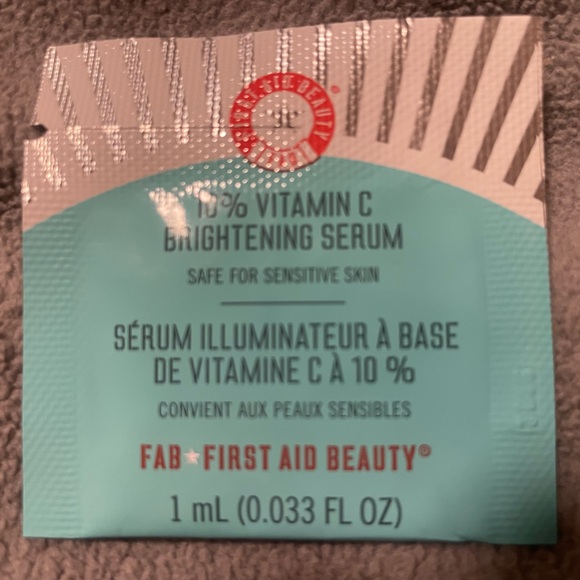 10% VITAMIN C
BRIGHTENING SERUM
SAFE FOR SENSITIVE SKIN
SÉRUM ILLUMINATEUR À BASE
DE VITAMINE C À 10 %
CONVIENT AUX PEAUX SENSIBLES
FAB★FIRST AID BEAUTY®
1 mL (0.033 FL OZ)